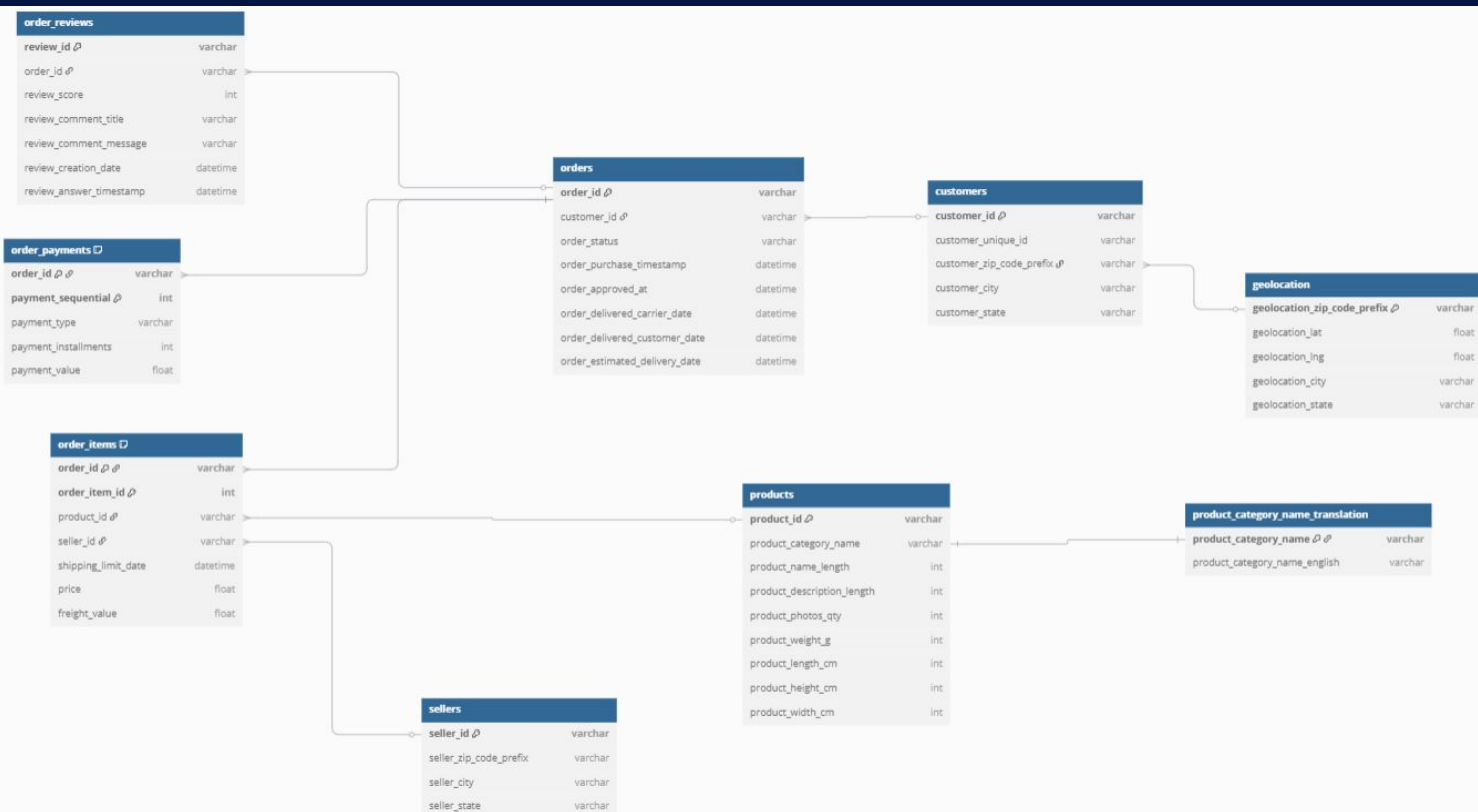 order_reviews
review_id varchar
order_id varchar
review_score int
review_comment_title varchar
review_comment_message varchar
review_creation_date datetime
review_answer_timestamp datetime
order_payments
order_id varchar
payment_sequential int
payment_type varchar
payment_installments int
payment_value float
order_items
order_id varchar
order_item_id int
product_id varchar
seller_id varchar
shipping_limit_date datetime
price float
freight_value float
orders
order_id varchar
customer_id varchar
order_status varchar
order_purchase_timestamp datetime
order_approved_at datetime
order_delivered_carrier_date datetime
order_delivered_customer_date datetime
order_estimated_delivery_date datetime
customers
customer_id varchar
customer_unique_id varchar
customer_zip_code_prefix varchar
customer_city varchar
customer_state varchar
geolocation
geolocation_zip_code_prefix varchar
geolocation_lat float
geolocation_lng float
geolocation_city varchar
geolocation_state varchar
products
product_id varchar
product_category_name varchar
product_name_length int
product_description_length int
product_photos_qty int
product_weight_g int
product_length_cm int
product_height_cm int
product_width_cm int
product_category_name_translation
product_category_name varchar
product_category_name_english varchar
sellers
seller_id varchar
seller_zip_code_prefix varchar
seller_city varchar
seller_state varchar